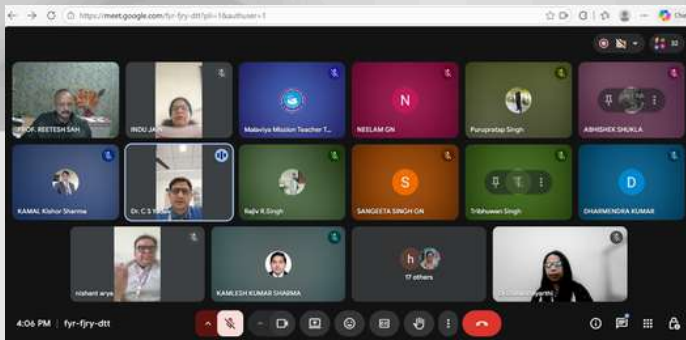 https://meet.google.com/fyr-fjry-dtt?pli=1&authuser=1
32
PROF. REETESH SAH
INDU JAIN
Malaviya Mission Teacher T...
N
NEELAM GN
Purupratap Singh
ABHISHEK SHUKLA
KAMAL Kishor Sharma
Dr. C S
Rajiv R.Singh
S
SANGEETA SINGH GN
Tribhuwan Singh
D
DHARMENDRA KUMAR
nishant arya
KAMLESH KUMAR SHARMA
h
17 others
4:06 PM | fyr-fjry-dtt